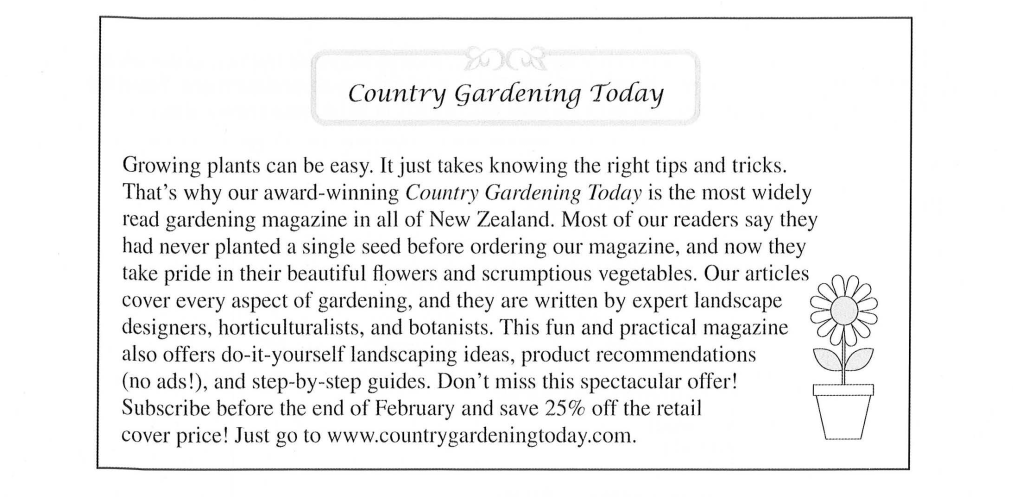 Country Gardening Today
Growing plants can be easy. It just takes knowing the right tips and tricks.
That's why our award-winning Country Gardening Today is the most widely
read gardening magazine in all of New Zealand. Most of our readers say they
had never planted a single seed before ordering our magazine, and now they
take pride in their beautiful flowers and scrumptious vegetables. Our articles
cover every aspect of gardening, and they are written by expert landscape
designers, horticulturalists, and botanists. This fun and practical magazine
also offers do-it-yourself landscaping ideas, product recommendations
(no ads!), and step-by-step guides. Don't miss this spectacular offer!
Subscribe before the end of February and save 25% off the retail
cover price! Just go to www.countrygardeningtoday.com.